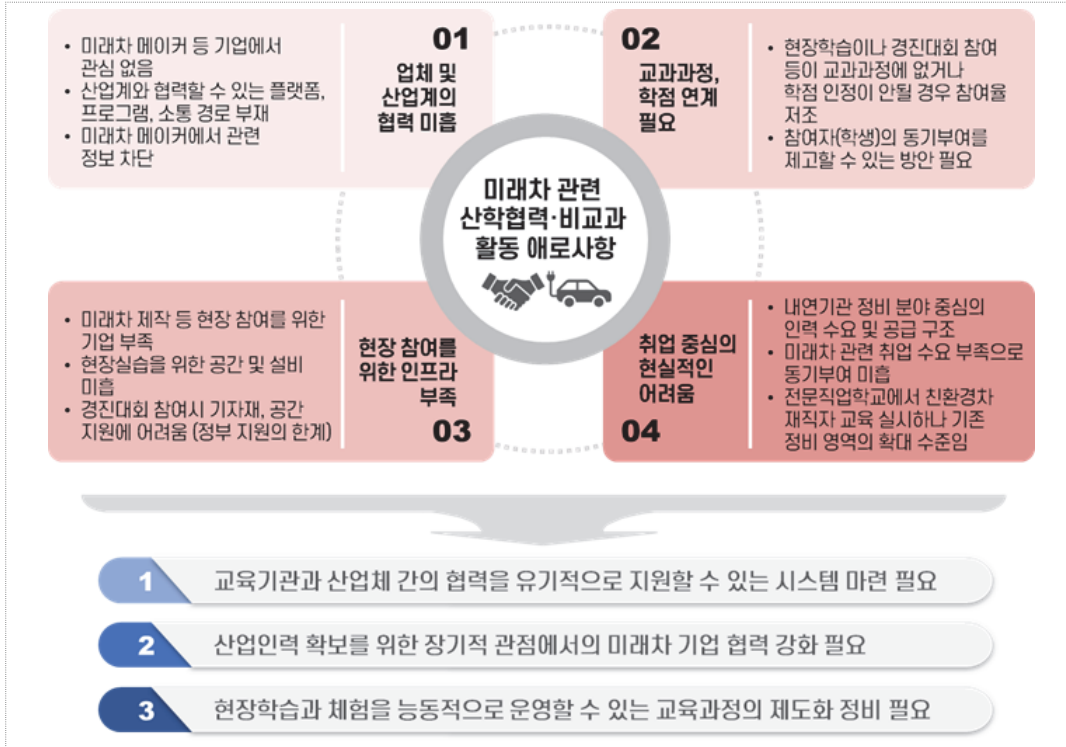 01
업체 및
산업계의
협력 미흡
• 미래차 메이커 등 기업에서
관심 없음
• 산업계와 협력할 수 있는 플랫폼,
프로그램, 소통 경로 부재
• 미래차 메이커에서 관련
정보 차단
02
교과과정,
학점 연계
필요
• 현장학습이나 경진대회 참여
등이 교과과정에 없거나
학점 인정이 안될 경우 참여율
저조
• 참여자(학생)의 동기부여를
제고할 수 있는 방안 필요
미래차 관련
산학협력·비교과
활동 애로사항
• 미래차 제작 등 현장 참여를 위한
기업 부족
• 현장실습을 위한 공간 및 설비
미흡
• 경진대회 참여시 기자재, 공간
지원에 어려움 (정부 지원의 한계)
현장 참여를
위한 인프라
부족
03
취업 중심의
현실적인
어려움
04
• 내연기관 정비 분야 중심의
인력 수요 및 공급 구조
• 미래차 관련 취업 수요 부족으로
동기부여 미흡
• 전문직업학교에서 친환경차
재직자 교육 실시하나 기존
정비 영역의 확대 수준임
1 교육기관과 산업체 간의 협력을 유기적으로 지원할 수 있는 시스템 마련 필요
2 산업인력 확보를 위한 장기적 관점에서의 미래차 기업 협력 강화 필요
3 현장학습과 체험을 능동적으로 운영할 수 있는 교육과정의 제도화 정비 필요